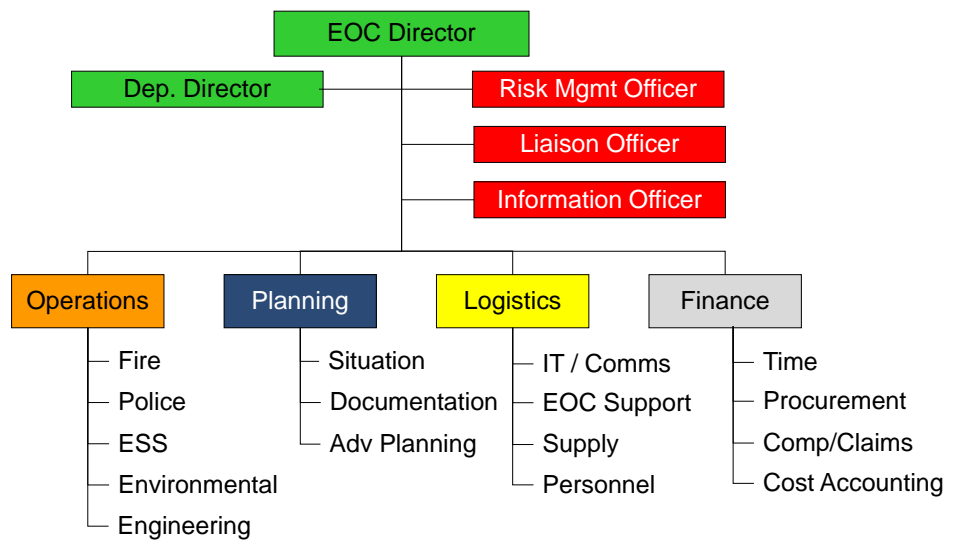 EOC Director
Dep. Director
Risk Mgmt Officer
Liaison Officer
Information Officer
Operations
Planning
Logistics
Finance
Fire
Police
ESS
Environmental
Engineering
Situation
Documentation
Adv Planning
IT / Comms
EOC Support
Supply
Personnel
Time
Procurement
Comp/Claims
Cost Accounting